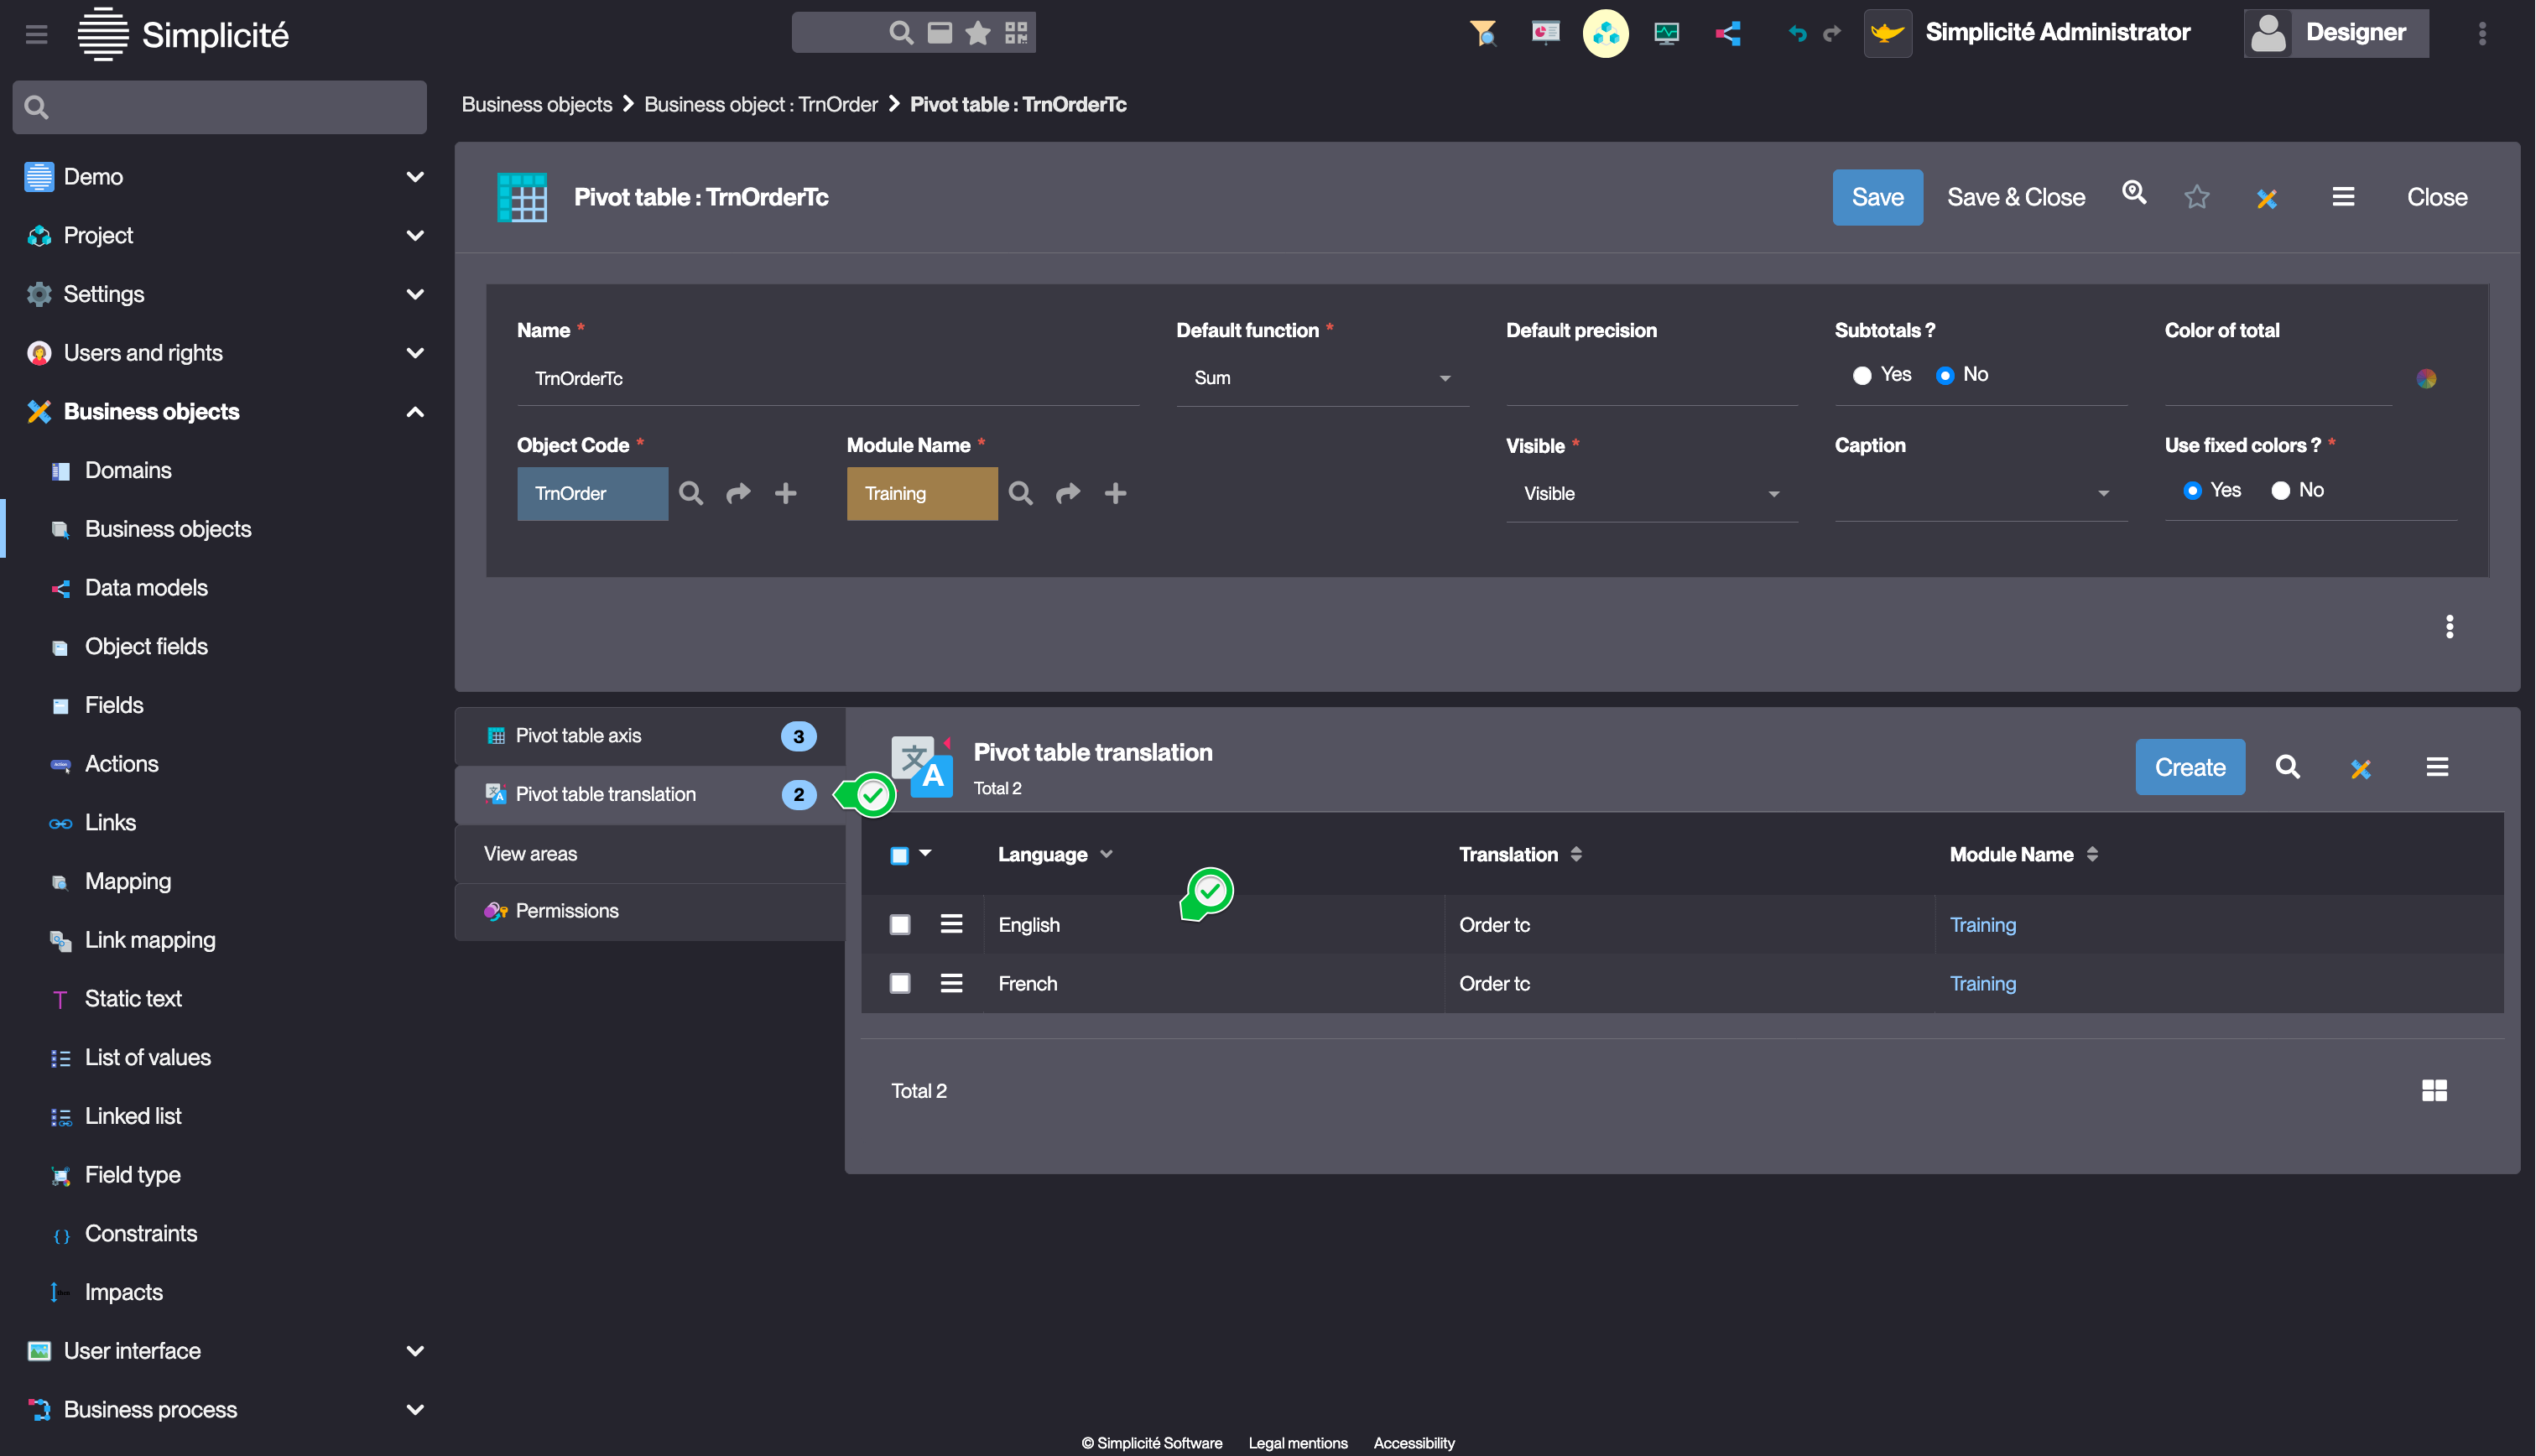 Simplicité
Simplicité Administrator
Designer
Business objects
Business object : TrnOrder
Pivot table : TrnOrderTc
Demo
Project
Settings
Users and rights
Business objects
Domains
Business objects
Data models
Object fields
Fields
Actions
Links
Mapping
Link mapping
Static text
List of values
Linked list
Field type
Constraints
Impacts
User interface
Business process
Pivot table : TrnOrderTc
Save
Save & Close
Close
Name *
Default function *
Default precision
Subtotals ?
Color of total
TrnOrderTc
Sum
Yes
No
Object Code *
Module Name *
Visible *
Caption
Use fixed colors ? *
TrnOrder
Training
Visible
Yes
No
Pivot table axis
3
Pivot table translation
2
View areas
Permissions
Pivot table translation
Total 2
Create
Language
Translation
Module Name
English
Order tc
Training
French
Order tc
Training
Total 2
© Simplicité Software
Legal mentions
Accessibility